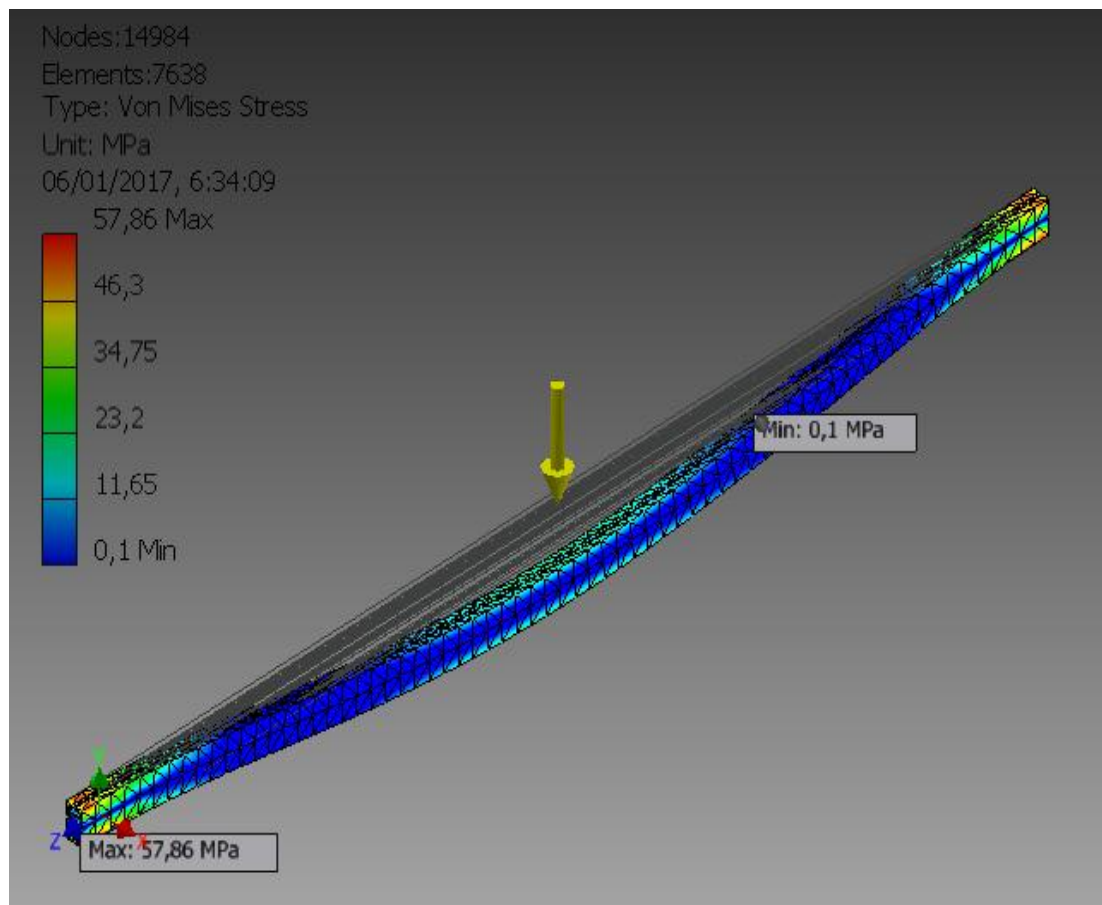 Nodes:14984
Elements:7638
Type: Von Mises Stress
Unit: MPa
06/01/2017, 6:34:09
57,86 Max
46,3
34,75
23,2
11,65
0,1 Min
Min: 0,1 MPa
Y
Z
X
Max: 57,86 MPa